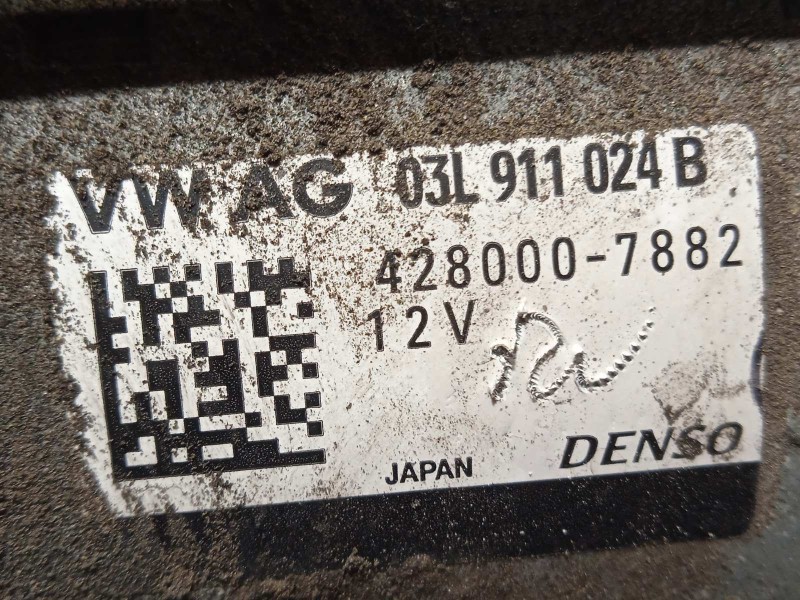 VW AG 03L 911 024 B
428000-7882
12V
JAPAN DENSO